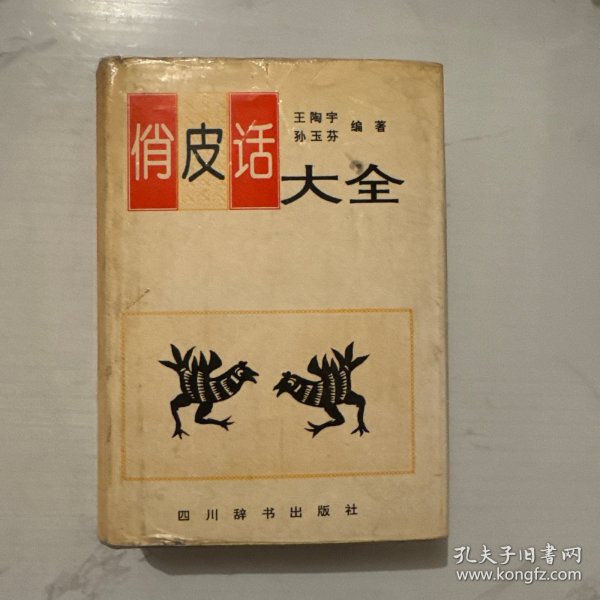 俏皮话
大全
王陶宇
孙玉芬
编著
四川辞书出版社
孔夫子旧书网
www.kongfz.com